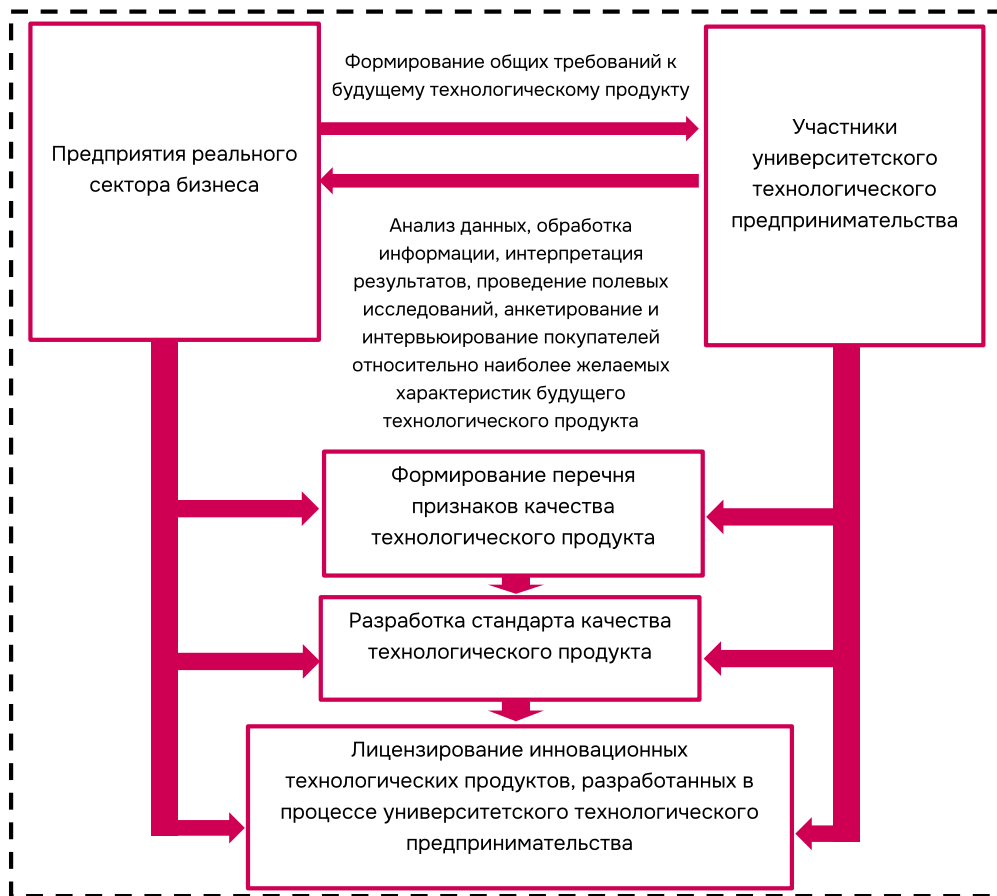 Формирование общих требований к
будущему технологическому продукту
Предприятия реального
сектора бизнеса
Участники
университетского
технологического
предпринимательства
Анализ данных, обработка
информации, интерпретация
результатов, проведение полевых
исследований, анкетирование и
интервьюирование покупателей
относительно наиболее желаемых
характеристик будущего
технологического продукта
Формирование перечня
признаков качества
технологического продукта
Разработка стандарта качества
технологического продукта
Лицензирование инновационных
технологических продуктов, разработанных в
процессе университетского технологического
предпринимательства